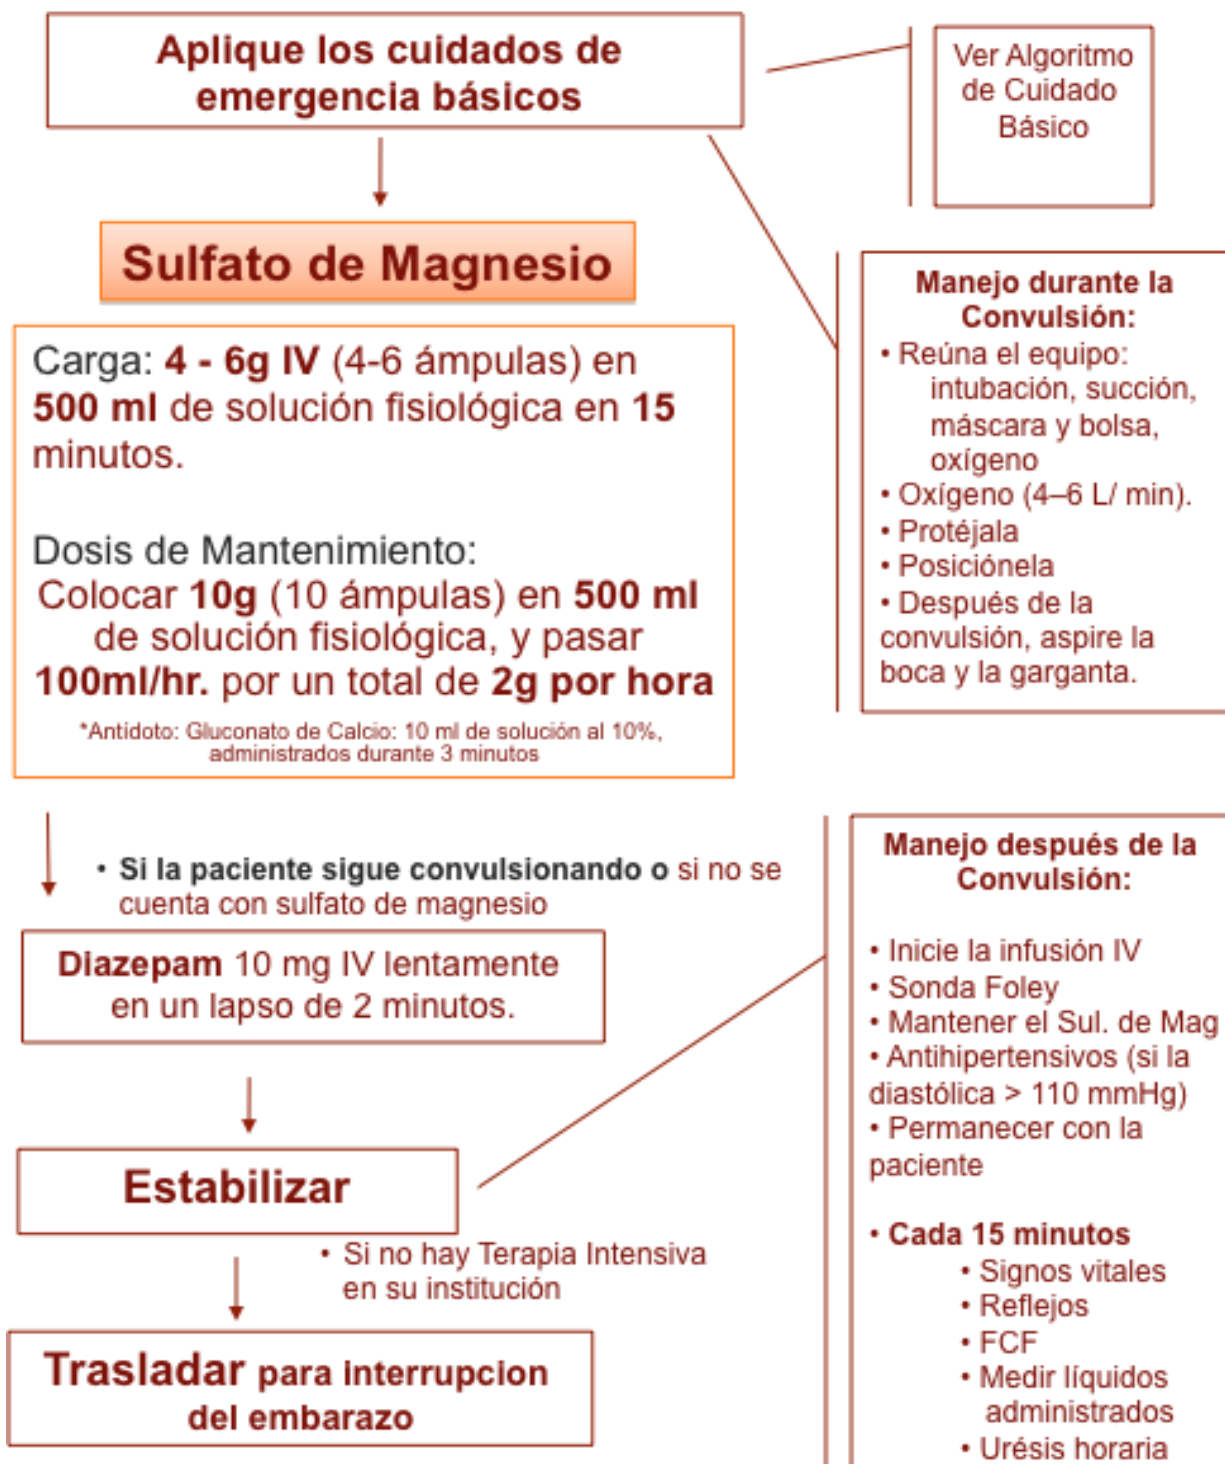 Aplique los cuidados de
emergencia básicos
Ver Algoritmo
de Cuidado
Básico
Sulfato de Magnesio
Carga: 4 - 6g IV (4-6 ámpulas) en
500 ml de solución fisiológica en 15
minutos.
Dosis de Mantenimiento:
Colocar 10g (10 ámpulas) en 500 ml
de solución fisiológica, y pasar
100ml/hr. por un total de 2g por hora
*Antídoto: Gluconato de Calcio: 10 ml de solución al 10%,
administrados durante 3 minutos
Manejo durante la
Convulsión:
• Reúna el equipo:
intubación, succión,
máscara y bolsa,
oxígeno
• Oxígeno (4–6 L/ min).
• Protéjala
• Posiciónela
• Después de la
convulsión, aspire la
boca y la garganta.
• Si la paciente sigue convulsionando o si no se
cuenta con sulfato de magnesio
Diazepam 10 mg IV lentamente
en un lapso de 2 minutos.
Estabilizar
• Si no hay Terapia Intensiva
en su institución
Trasladar para interrupcion
del embarazo
Manejo después de la
Convulsión:
• Inicie la infusión IV
• Sonda Foley
• Mantener el Sul. de Mag
• Antihipertensivos (si la
diastólica > 110 mmHg)
• Permanecer con la
paciente
• Cada 15 minutos
• Signos vitales
• Reflejos
• FCF
• Medir líquidos
administrados
• Urésis horaria